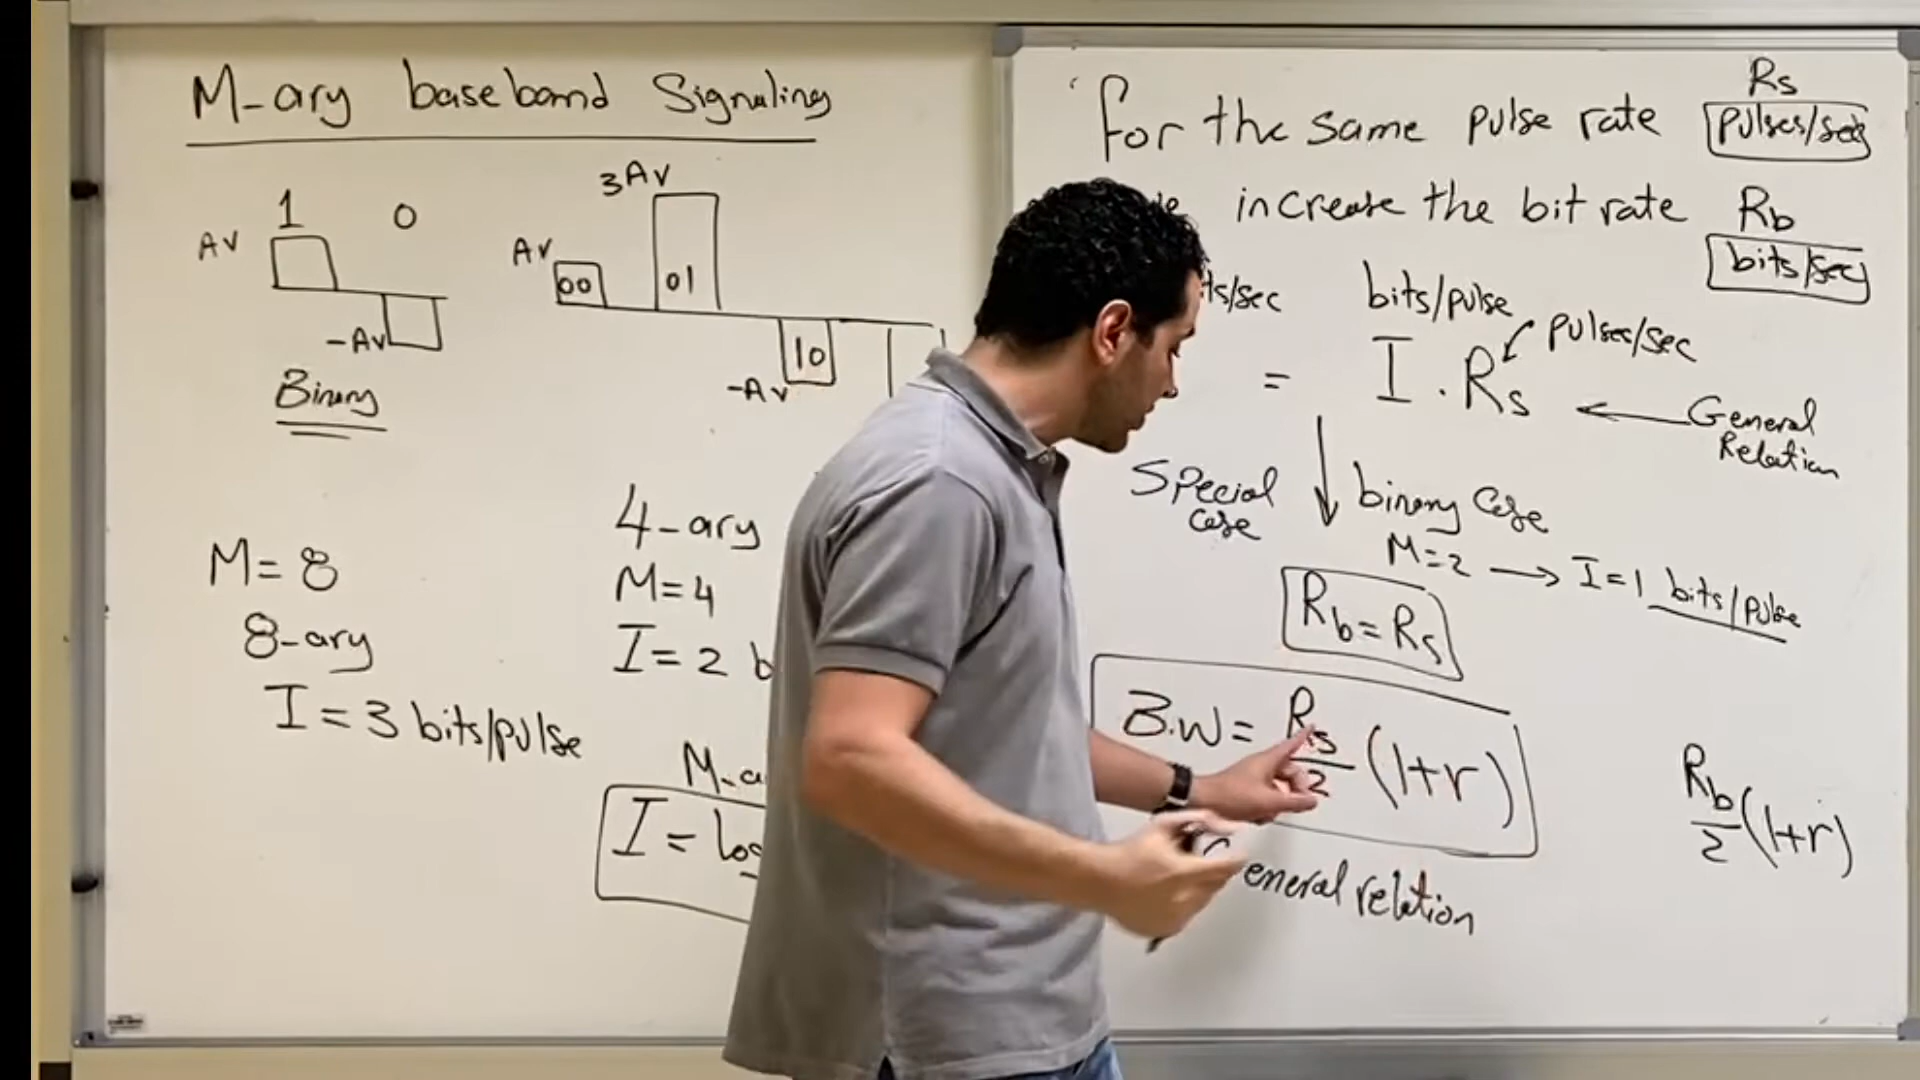 M-ary baseband Signaling
1 0
AV
-AV
Binary
3AV
AV
00
01
10
-AV
M=8
8-ary
I=3 bits/pulse
4-ary
M=4
I=2
I=
for the same pulse rate
Rs
pulses/sec
increase the bit rate
Rb
bits/sec
bits/pulse
pulses/sec
= I.Rs
General
Relation
Special
case
binary case
M=2 → I=1 bits/pulse
Rb=Rs
B.W=Rs/2(1+r)
General relation
Rb/2(1+r)